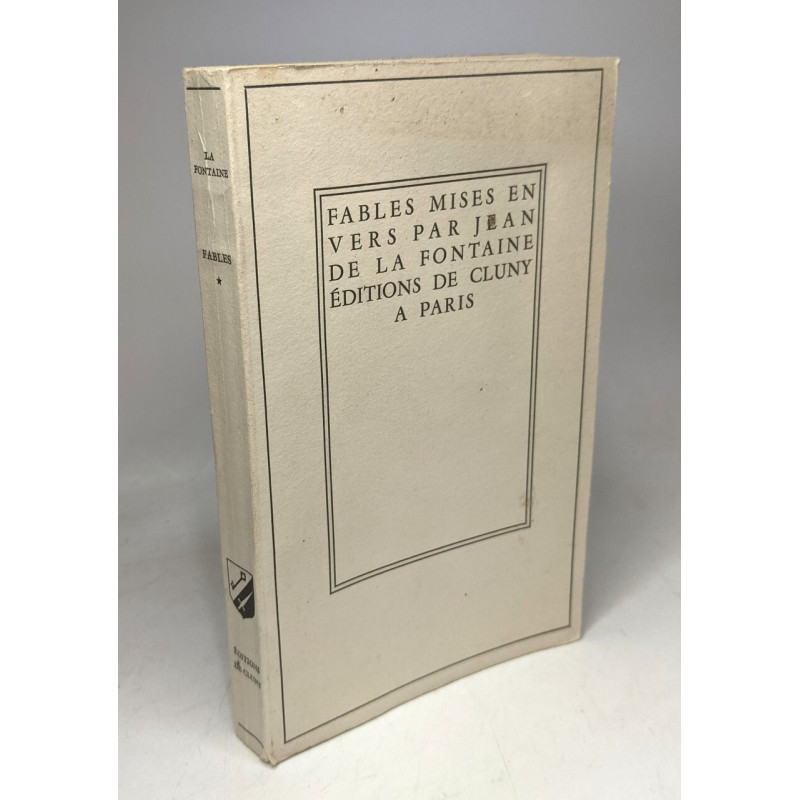 LA
FONTAINE
FABLES
*
ÉDITIONS
DE CLUNY
FABLES MISES EN
VERS PAR JEAN
DE LA FONTAINE
ÉDITIONS DE CLUNY
A PARIS